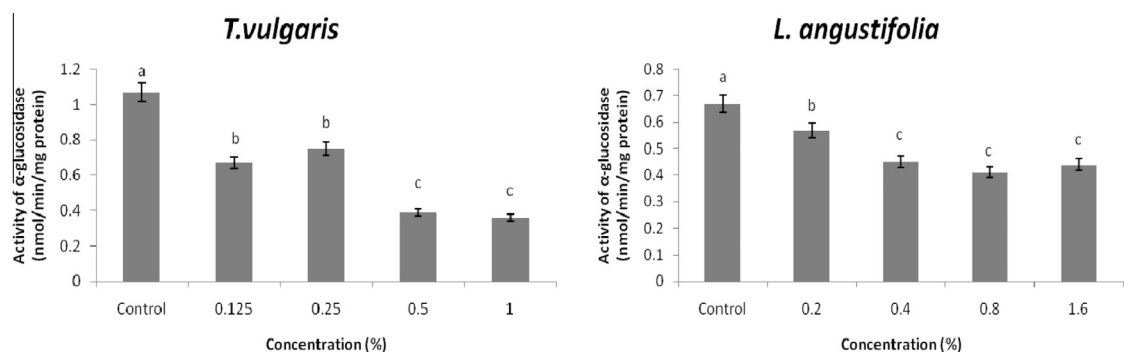 T.vulgaris
Activity of α-glucosidase
(nmol/min/mg protein)
1.2
1
0.8
0.6
0.4
0.2
0
a
b
b
c
c
Control
0.125
0.25
0.5
1
Concentration (%)
L. angustifolia
Activity of α-glucosidase
(nmol/min/mg protein)
0.8
0.7
0.6
0.5
0.4
0.3
0.2
0.1
0
a
b
c
c
c
Control
0.2
0.4
0.8
1.6
Concentration (%)